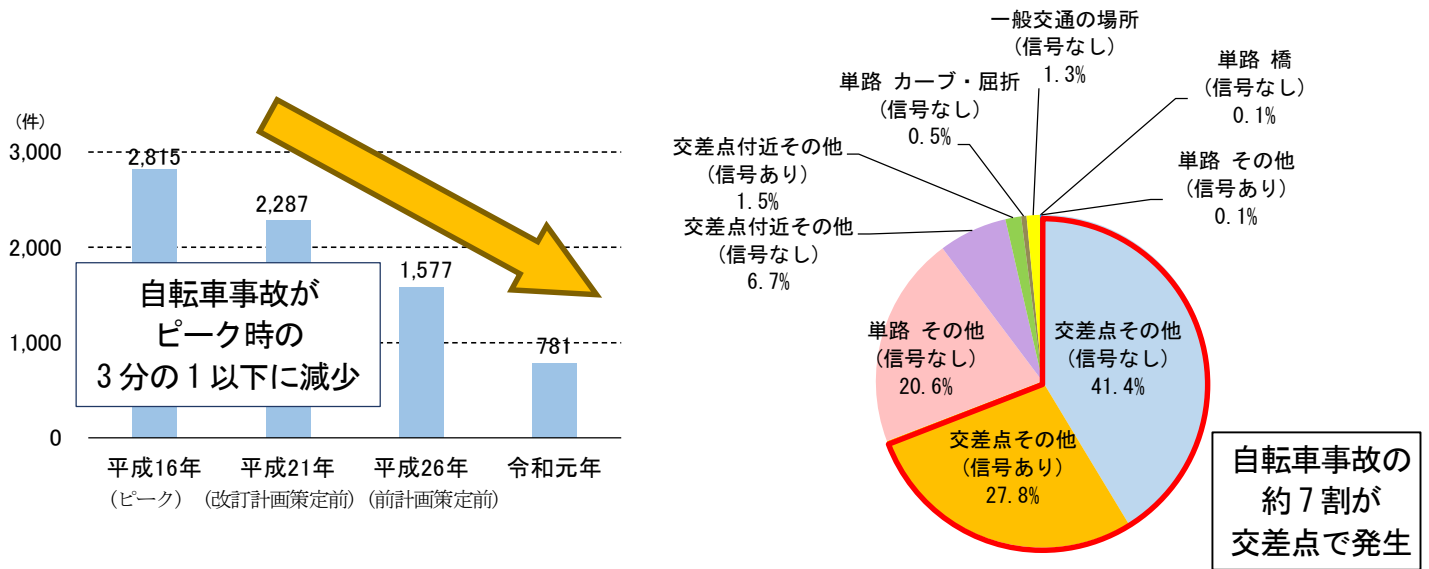 (件)
3,000
2,000
1,000
0
2,815
2,287
1,577
781
自転車事故が
ピーク時の
3分の1以下に減少
平成16年
(ピーク)
平成21年
(改訂計画策定前)
平成26年
(前計画策定前)
令和元年
一般交通の場所
(信号なし)
1.3%
単路 橋
(信号なし)
0.1%
単路 カーブ・屈折
(信号なし)
0.5%
単路 その他
(信号あり)
0.1%
交差点付近その他
(信号あり)
1.5%
交差点付近その他
(信号なし)
6.7%
単路 その他
(信号なし)
20.6%
交差点その他
(信号なし)
41.4%
交差点その他
(信号あり)
27.8%
自転車事故の
約7割が
交差点で発生